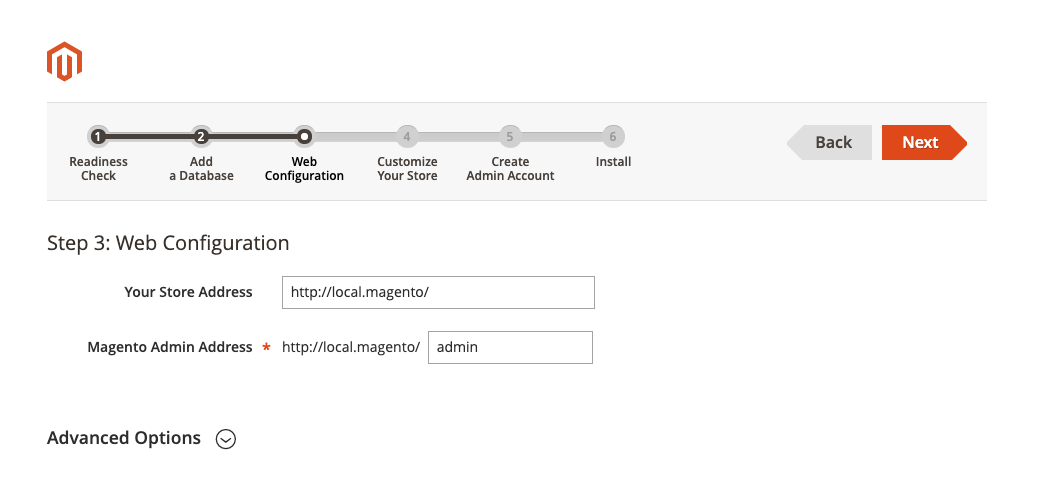 1 2 4 5 6
Readiness Add Web Customize Create Install
Check a Database Configuration Your Store Admin Account
Back Next
Step 3: Web Configuration
Your Store Address http://local.magento/
Magento Admin Address * http://local.magento/ admin
Advanced Options